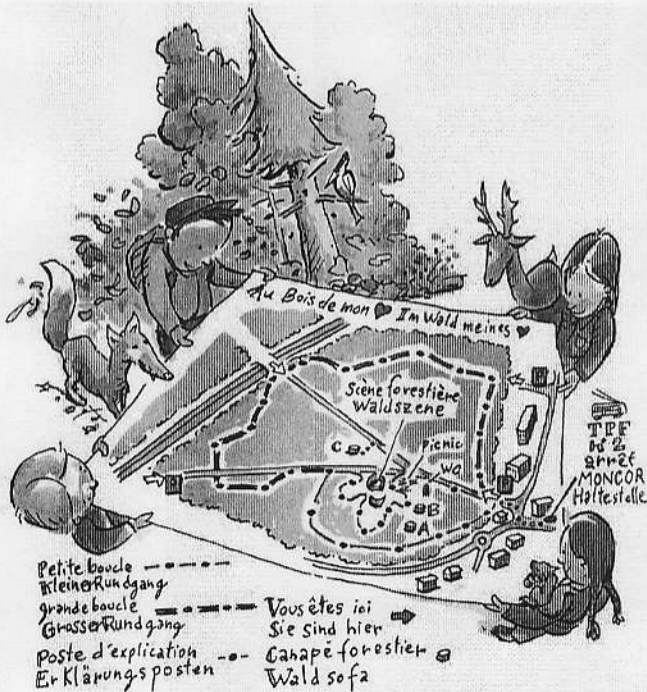 Au Bois de mon ♥ Im Wald meines ♥
Scène forestière
Waldszene
Picnic
WC
C
B
A
P
P
P
TPF
N° 2
arrêt
MONCOR
Haltestelle
Petite boucle
Kleiner Rundgang
grande boucle
Grosser Rundgang
Poste d'explication
Erklärungsposten
Vous êtes ici
Sie sind hier
Canapé forestier
Wald sofa